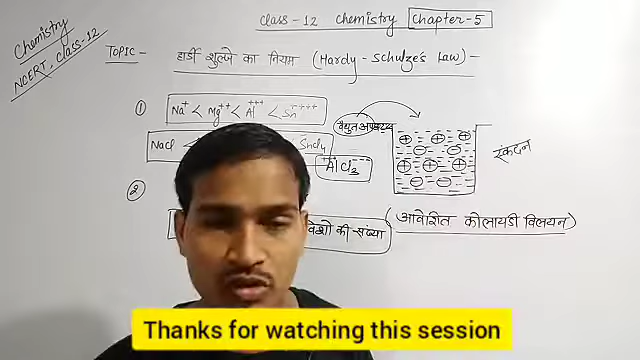 Class-12 Chemistry Chapter-5
Chemistry
NCERT, Class-12
TOPIC - हार्डी शुल्जे का नियम (Hardy-Schulze's Law) -
① Na⁺ < Mg⁺⁺ < Al⁺⁺⁺ < Sn⁺⁺⁺⁺
विद्युत अपघट्य
NaCl < SnCl₄
AlCl₃
स्कंदन
②
की संख्या
(आवेशित कोलायडी विलयन)
Thanks for watching this session